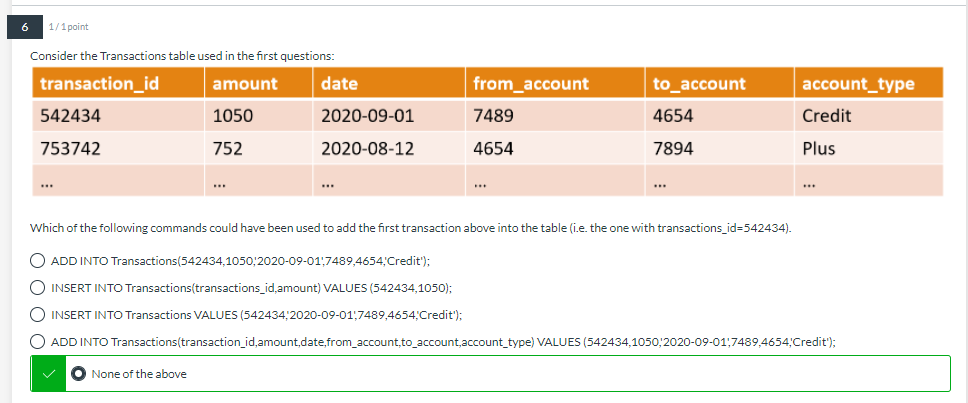 6 1/1 point
Consider the Transactions table used in the first questions:
transaction_id amount date from_account to_account account_type
542434 1050 2020-09-01 7489 4654 Credit
753742 752 2020-08-12 4654 7894 Plus
... ... ... ... ... ...
Which of the following commands could have been used to add the first transaction above into the table (i.e. the one with transactions_id=542434).
ADD INTO Transactions(542434,1050,'2020-09-01',7489,4654,'Credit');
INSERT INTO Transactions(transactions_id,amount) VALUES (542434,1050);
INSERT INTO Transactions VALUES (542434,'2020-09-01',7489,4654,'Credit');
ADD INTO Transactions(transaction_id,amount,date,from_account,to_account,account_type) VALUES (542434,1050,'2020-09-01',7489,4654,'Credit');
None of the above